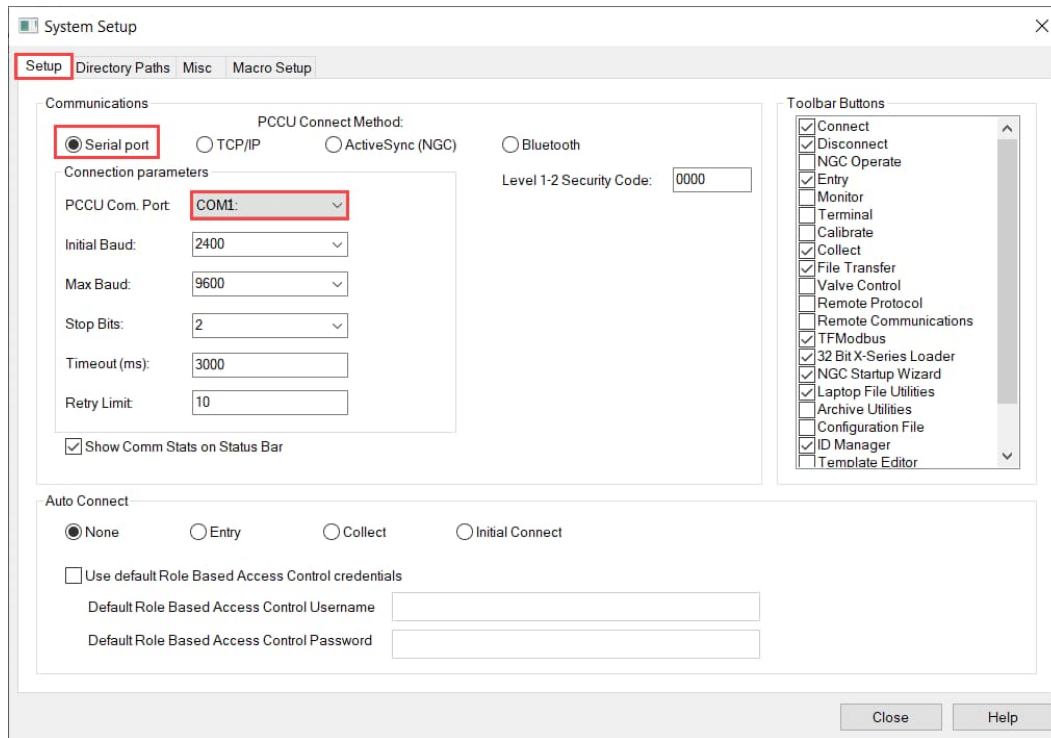 System Setup
Setup Directory Paths Misc Macro Setup
Communications
PCCU Connect Method:
Serial port TCP/IP ActiveSync (NGC) Bluetooth
Connection parameters
Level 1-2 Security Code: 0000
PCCU Com. Port: COM1:
Initial Baud: 2400
Max Baud: 9600
Stop Bits: 2
Timeout (ms): 3000
Retry Limit: 10
Show Comm Stats on Status Bar
Toolbar Buttons
Connect
Disconnect
NGC Operate
Entry
Monitor
Terminal
Calibrate
Collect
File Transfer
Valve Control
Remote Protocol
Remote Communications
TFModbus
32 Bit X-Series Loader
NGC Startup Wizard
Laptop File Utilities
Archive Utilities
Configuration File
ID Manager
Template Editor
Auto Connect
None Entry Collect Initial Connect
Use default Role Based Access Control credentials
Default Role Based Access Control Username
Default Role Based Access Control Password
Close Help